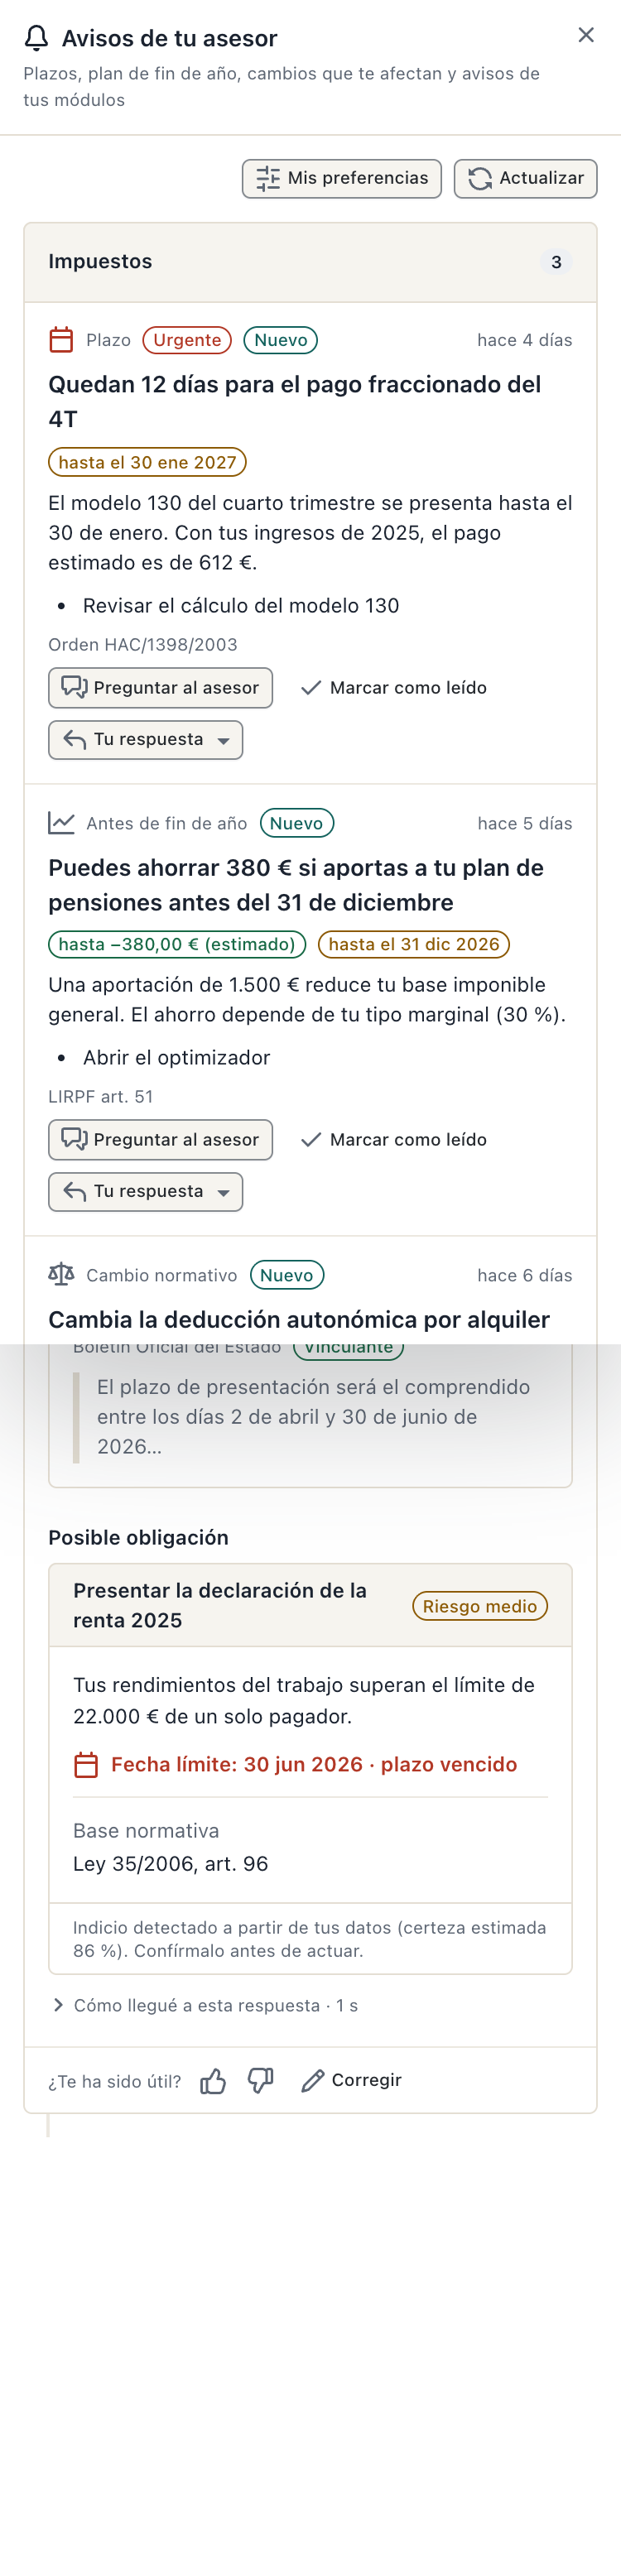 Avisos de tu asesor
Plazos, plan de fin de año, cambios que te afectan y avisos de
tus módulos
Mis preferencias
Actualizar
Impuestos
3
Plazo
Urgente
Nuevo
hace 4 días
Quedan 12 días para el pago fraccionado del
4T
hasta el 30 ene 2027
El modelo 130 del cuarto trimestre se presenta hasta el
30 de enero. Con tus ingresos de 2025, el pago
estimado es de 612 €.
• Revisar el cálculo del modelo 130
Orden HAC/1398/2003
Preguntar al asesor
Marcar como leído
Tu respuesta
Antes de fin de año
Nuevo
hace 5 días
Puedes ahorrar 380 € si aportas a tu plan de
pensiones antes del 31 de diciembre
hasta −380,00 € (estimado)
hasta el 31 dic 2026
Una aportación de 1.500 € reduce tu base imponible
general. El ahorro depende de tu tipo marginal (30 %).
• Abrir el optimizador
LIRPF art. 51
Preguntar al asesor
Marcar como leído
Tu respuesta
Cambio normativo
Nuevo
hace 6 días
Cambia la deducción autonómica por alquiler
Boletín Oficial del Estado
Vinculante
El plazo de presentación será el comprendido
entre los días 2 de abril y 30 de junio de
2026...
Posible obligación
Presentar la declaración de la
renta 2025
Riesgo medio
Tus rendimientos del trabajo superan el límite de
22.000 € de un solo pagador.
Fecha límite: 30 jun 2026 · plazo vencido
Base normativa
Ley 35/2006, art. 96
Indicio detectado a partir de tus datos (certeza estimada
86 %). Confírmalo antes de actuar.
Cómo llegué a esta respuesta · 1 s
¿Te ha sido útil?
Corregir